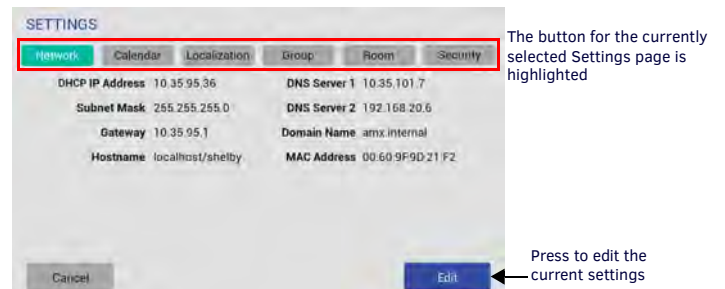 SETTINGS
Network Calendar Localization Group Room Security
The button for the currently
selected Settings page is
highlighted
DHCP IP Address 10.35.95.36 DNS Server 1 10.35.101.7
Subnet Mask 255.255.255.0 DNS Server 2 192.168.20.6
Gateway 10.35.95.1 Domain Name amx.internal
Hostname localhost/shelby MAC Address 00:60:9F:9D:21:F2
Cancel Edit
Press to edit the
current settings